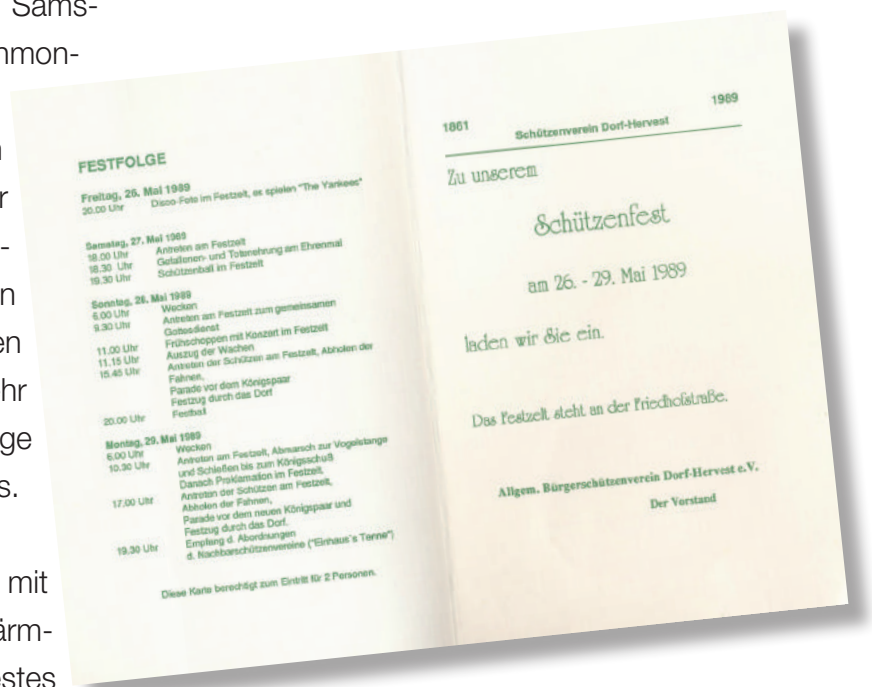 Sams-
nmon-
n
r
-
n
en
hr
ge
s.
mit
ärm-
estes
FESTFOLGE
Freitag, 26. Mai 1989
20.00 Uhr Disco-Fete im Festzelt, es spielen "The Yankees"
Samstag, 27. Mai 1989
18.00 Uhr Antreten am Festzelt
18.30 Uhr Gefallenen- und Totenehrung am Ehrenmal
19.30 Uhr Schützenball im Festzelt
Sonntag, 28. Mai 1989
6.00 Uhr Wecken
9.30 Uhr Antreten am Festzelt zum gemeinsamen
Gottesdienst
11.00 Uhr Frühschoppen mit Konzert im Festzelt
11.15 Uhr Auszug der Wachen
15.45 Uhr Antreten der Schützen am Festzelt, Abholen der
Fahnen,
Parade vor dem Königspaar
Festzug durch das Dorf
20.00 Uhr Festball
Montag, 29. Mai 1989
6.00 Uhr Wecken
10.30 Uhr Antreten am Festzelt, Abmarsch zur Vogelstange
und Schießen bis zum Königsschuß
Danach Proklamation im Festzelt.
17.00 Uhr Antreten der Schützen am Festzelt,
Abholen der Fahnen,
Parade vor dem neuen Königspaar und
Festzug durch das Dorf.
19.30 Uhr Empfang d. Abordnungen
d. Nachbarschützenvereine ("Einhaus's Tenne")
Diese Karte berechtigt zum Eintritt für 2 Personen.
1861 Schützenverein Dorf-Hervest 1989
Zu unserem
Schützenfest
am 26. - 29. Mai 1989
laden wir Sie ein.
Das Festzelt steht an der Friedhofstraße.
Allgem. Bürgerschützenverein Dorf-Hervest e.V.
Der Vorstand